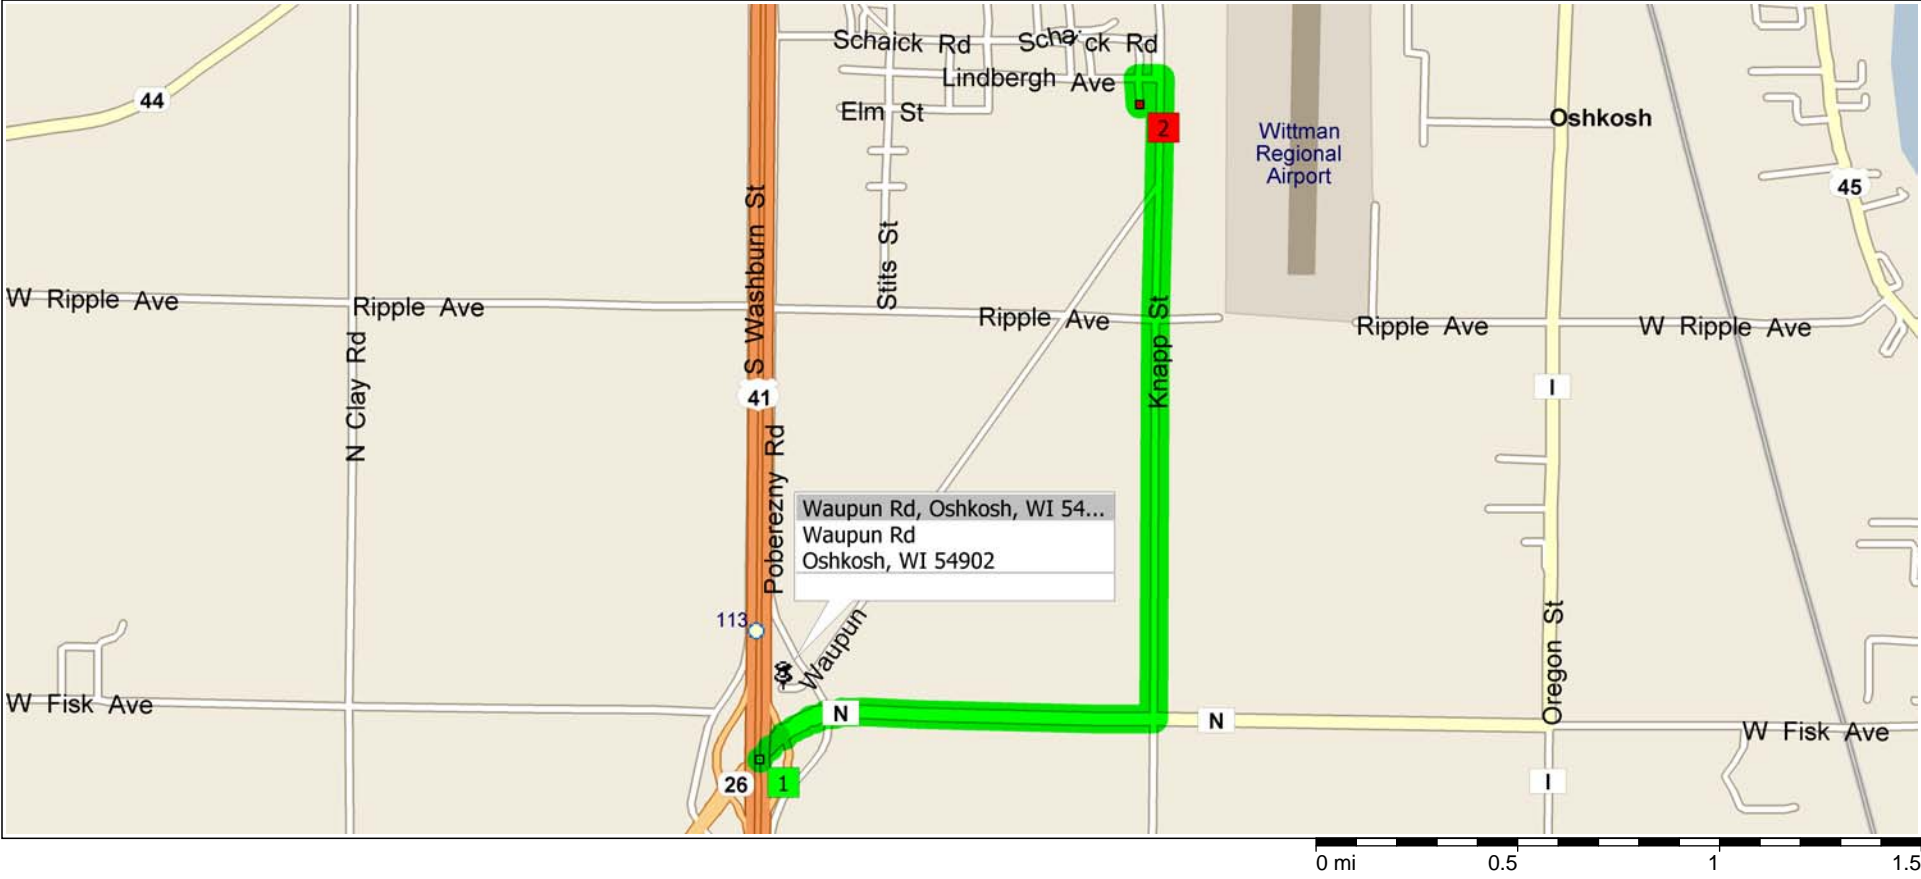 Schaick Rd
Schaick Rd
Lindbergh Ave
44
Elm St
2
Oshkosh
Wittman
Regional
Airport
45
S Washburn St
Stits St
W Ripple Ave
Ripple Ave
Ripple Ave
Knapp St
Ripple Ave
W Ripple Ave
N Clay Rd
41
I
Poberezny Rd
Waupun Rd, Oshkosh, WI 54...
Waupun Rd
Oshkosh, WI 54902
113
Waupun
Oregon St
W Fisk Ave
N
N
W Fisk Ave
26
1
I
0 mi
0.5
1
1.5